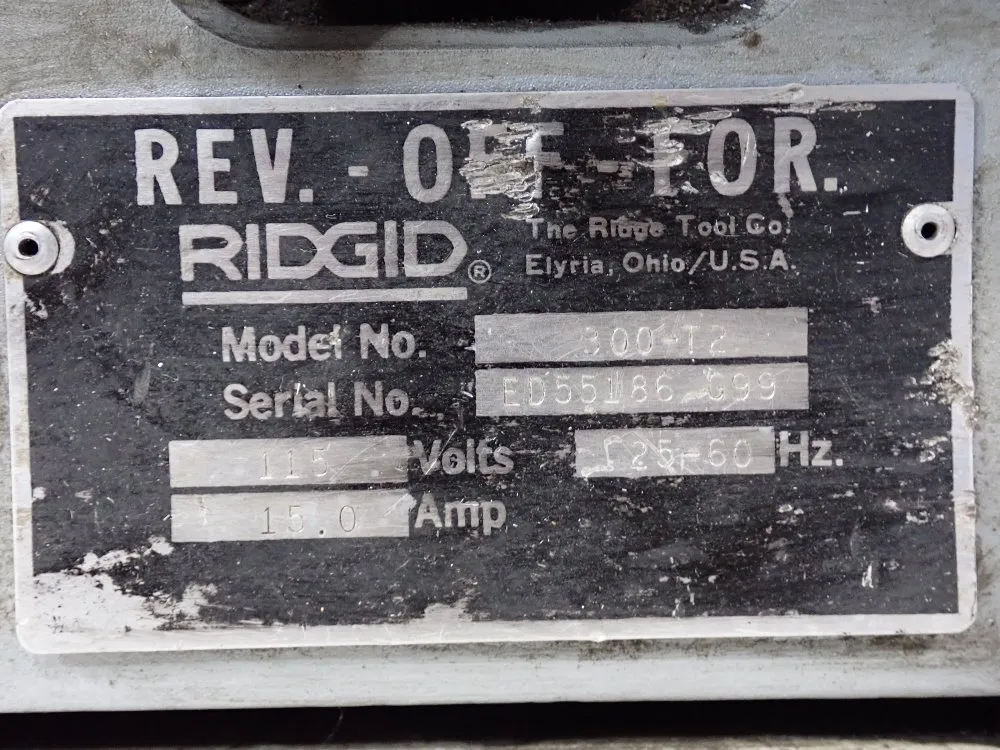 REV. - OFF - FOR.
RIDGID®
The Ridge Tool Co.
Elyria, Ohio/U.S.A.
Model No. 300-T2
Serial No. ED55186 G99
115 Volts 25-60 Hz.
15.0 Amp